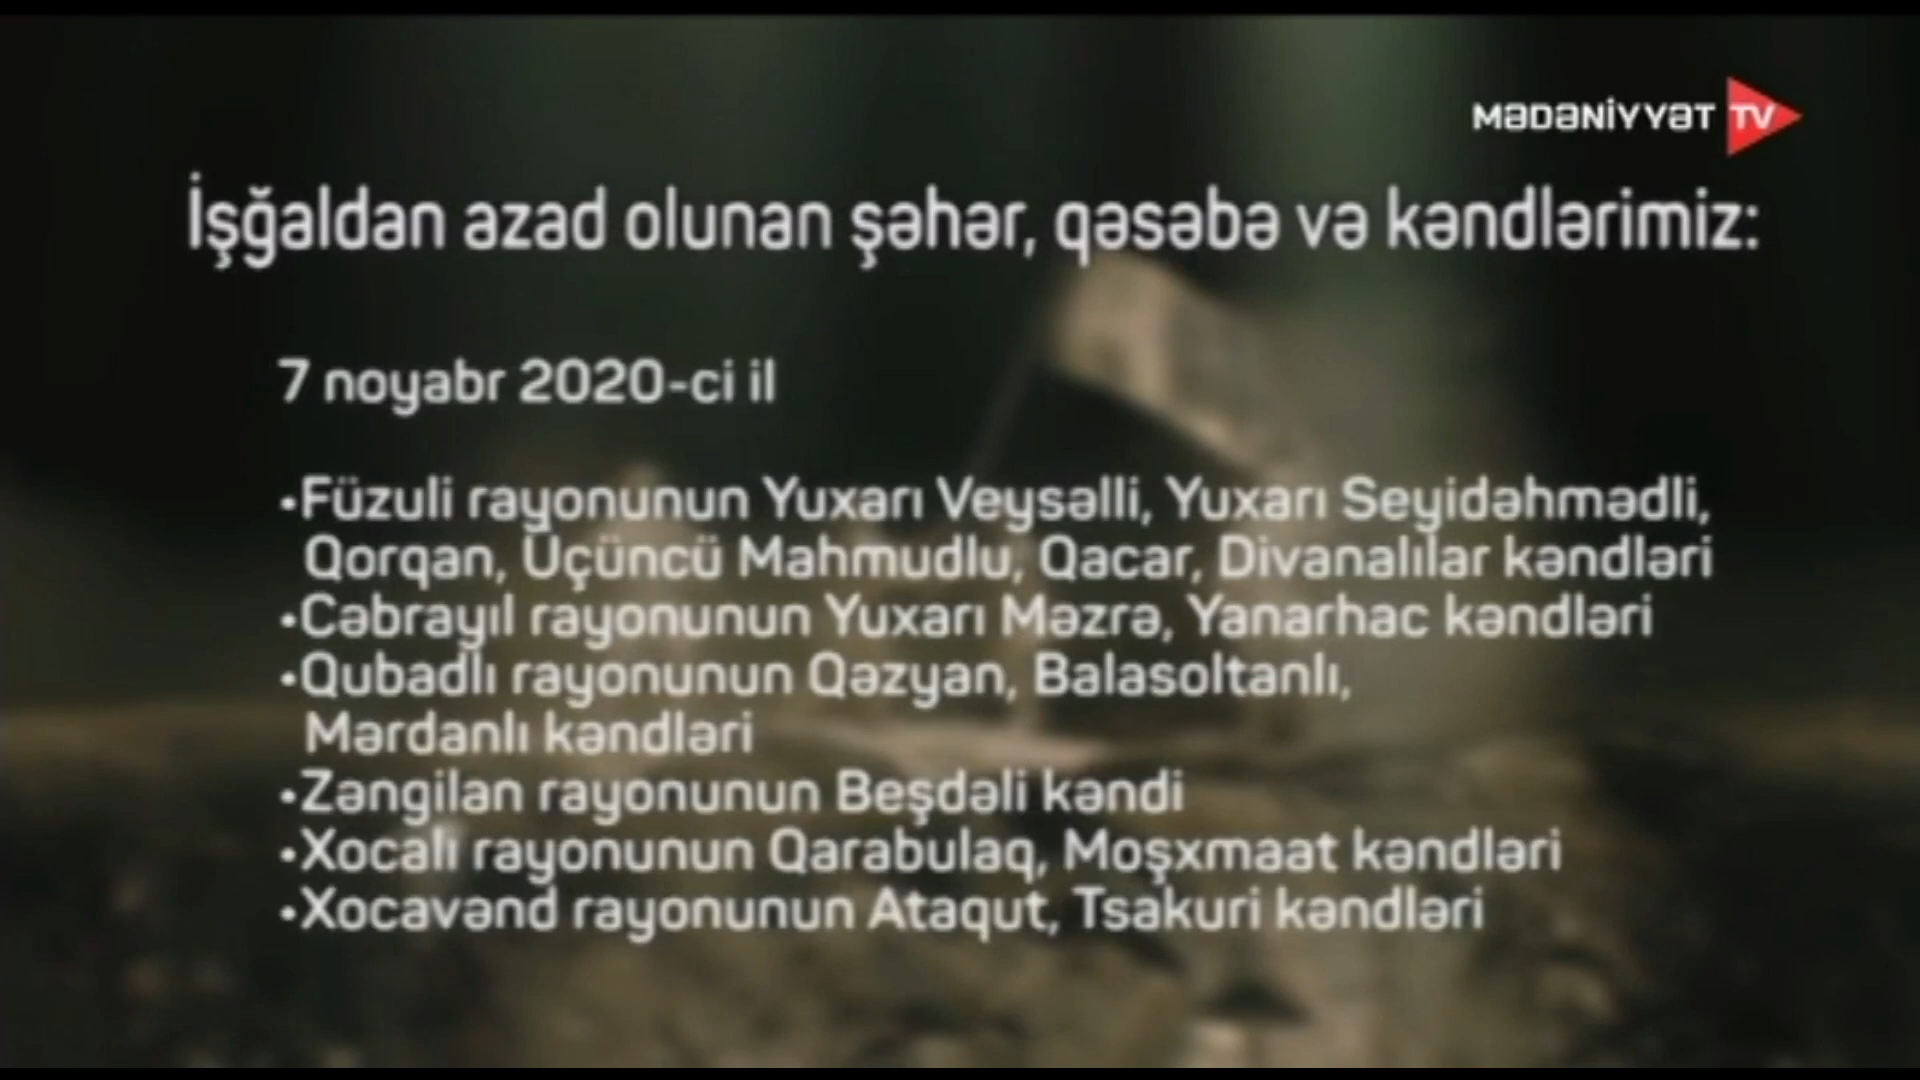 MƏDƏNİYYƏT TV
İşğaldan azad olunan şəhər, qəsəbə və kəndlərimiz:
7 noyabr 2020-ci il
•Füzuli rayonunun Yuxarı Veysəlli, Yuxarı Seyidəhmədli,
Qorqan, Üçüncü Mahmudlu, Qacar, Divanalılar kəndləri
•Cəbrayıl rayonunun Yuxarı Məzrə, Yanarhac kəndləri
•Qubadlı rayonunun Qəzyan, Balasoltanlı,
Mərdanlı kəndləri
•Zəngilan rayonunun Beşdəli kəndi
•Xocalı rayonunun Qarabulaq, Moşxmaat kəndləri
•Xocavənd rayonunun Ataqut, Tsakuri kəndləri